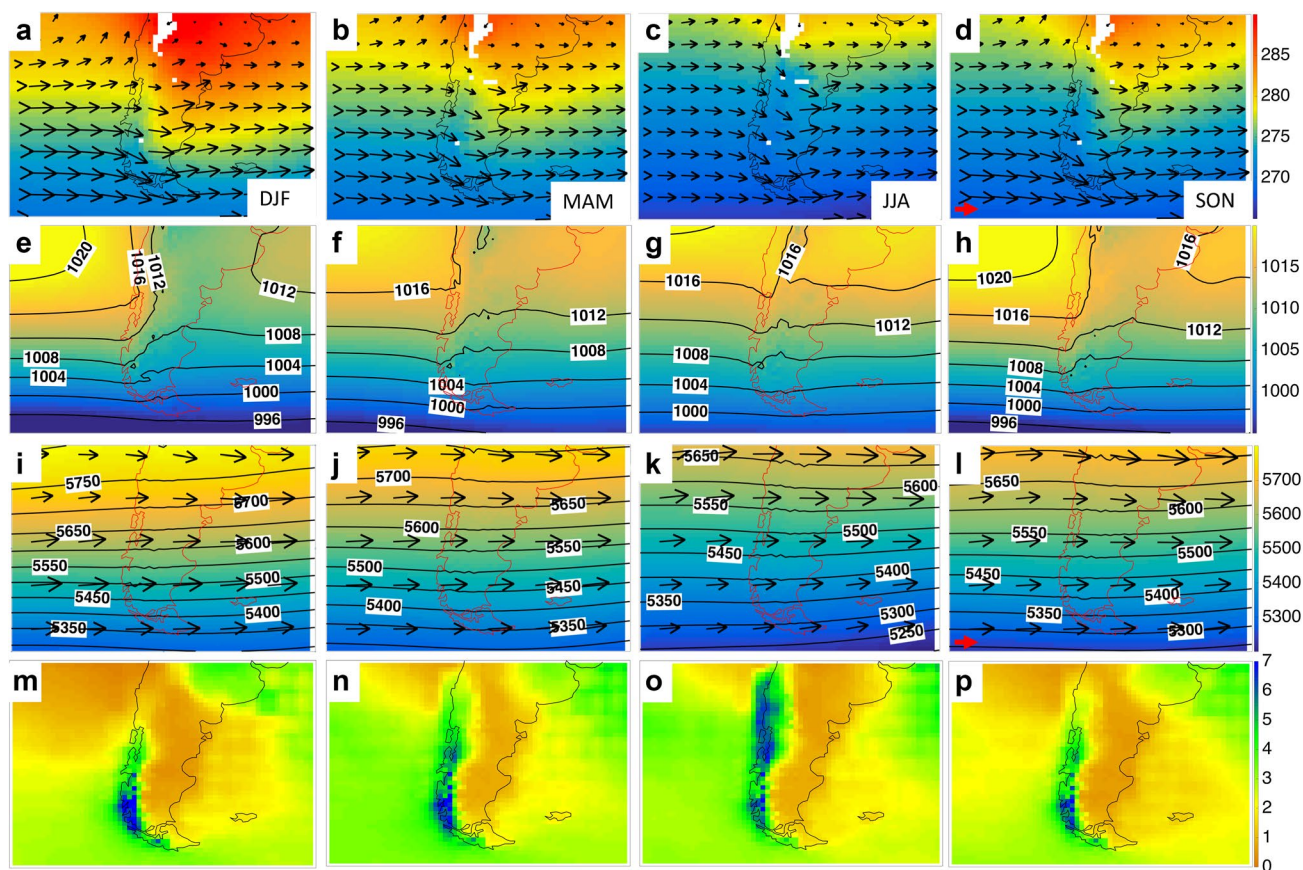 a b c d
285
280
275
270
DJF MAM JJA SON
e f g h
1020 1016 1012 1012 1008 1008 1004 1004 1000 996
1016 1012 1008 1004 1000 996
1016 1016 1012 1008 1004 1000
1020 1016 1016 1012 1008 1004 1000 996
1015
1010
1005
1000
i j k l
5750 5700 5650 5600 5550 5500 5450 5400 5350
5700 5650 5600 5550 5500 5450 5400 5350
5650 5600 5550 5500 5450 5400 5350 5300 5250
5650 5600 5550 5500 5450 5400 5350 5300
5700
5600
5500
5400
5300
m n o p
7
6
5
4
3
2
1
0